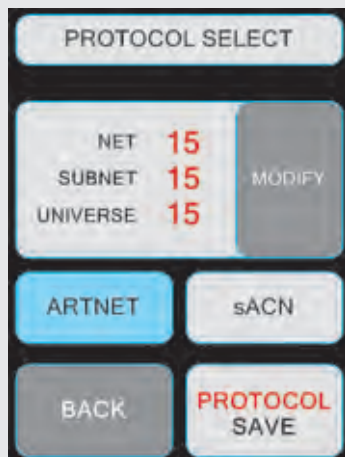 PROTOCOL SELECT
NET 15
SUBNET 15
UNIVERSE 15
MODIFY
ARTNET
sACN
BACK
PROTOCOL
SAVE